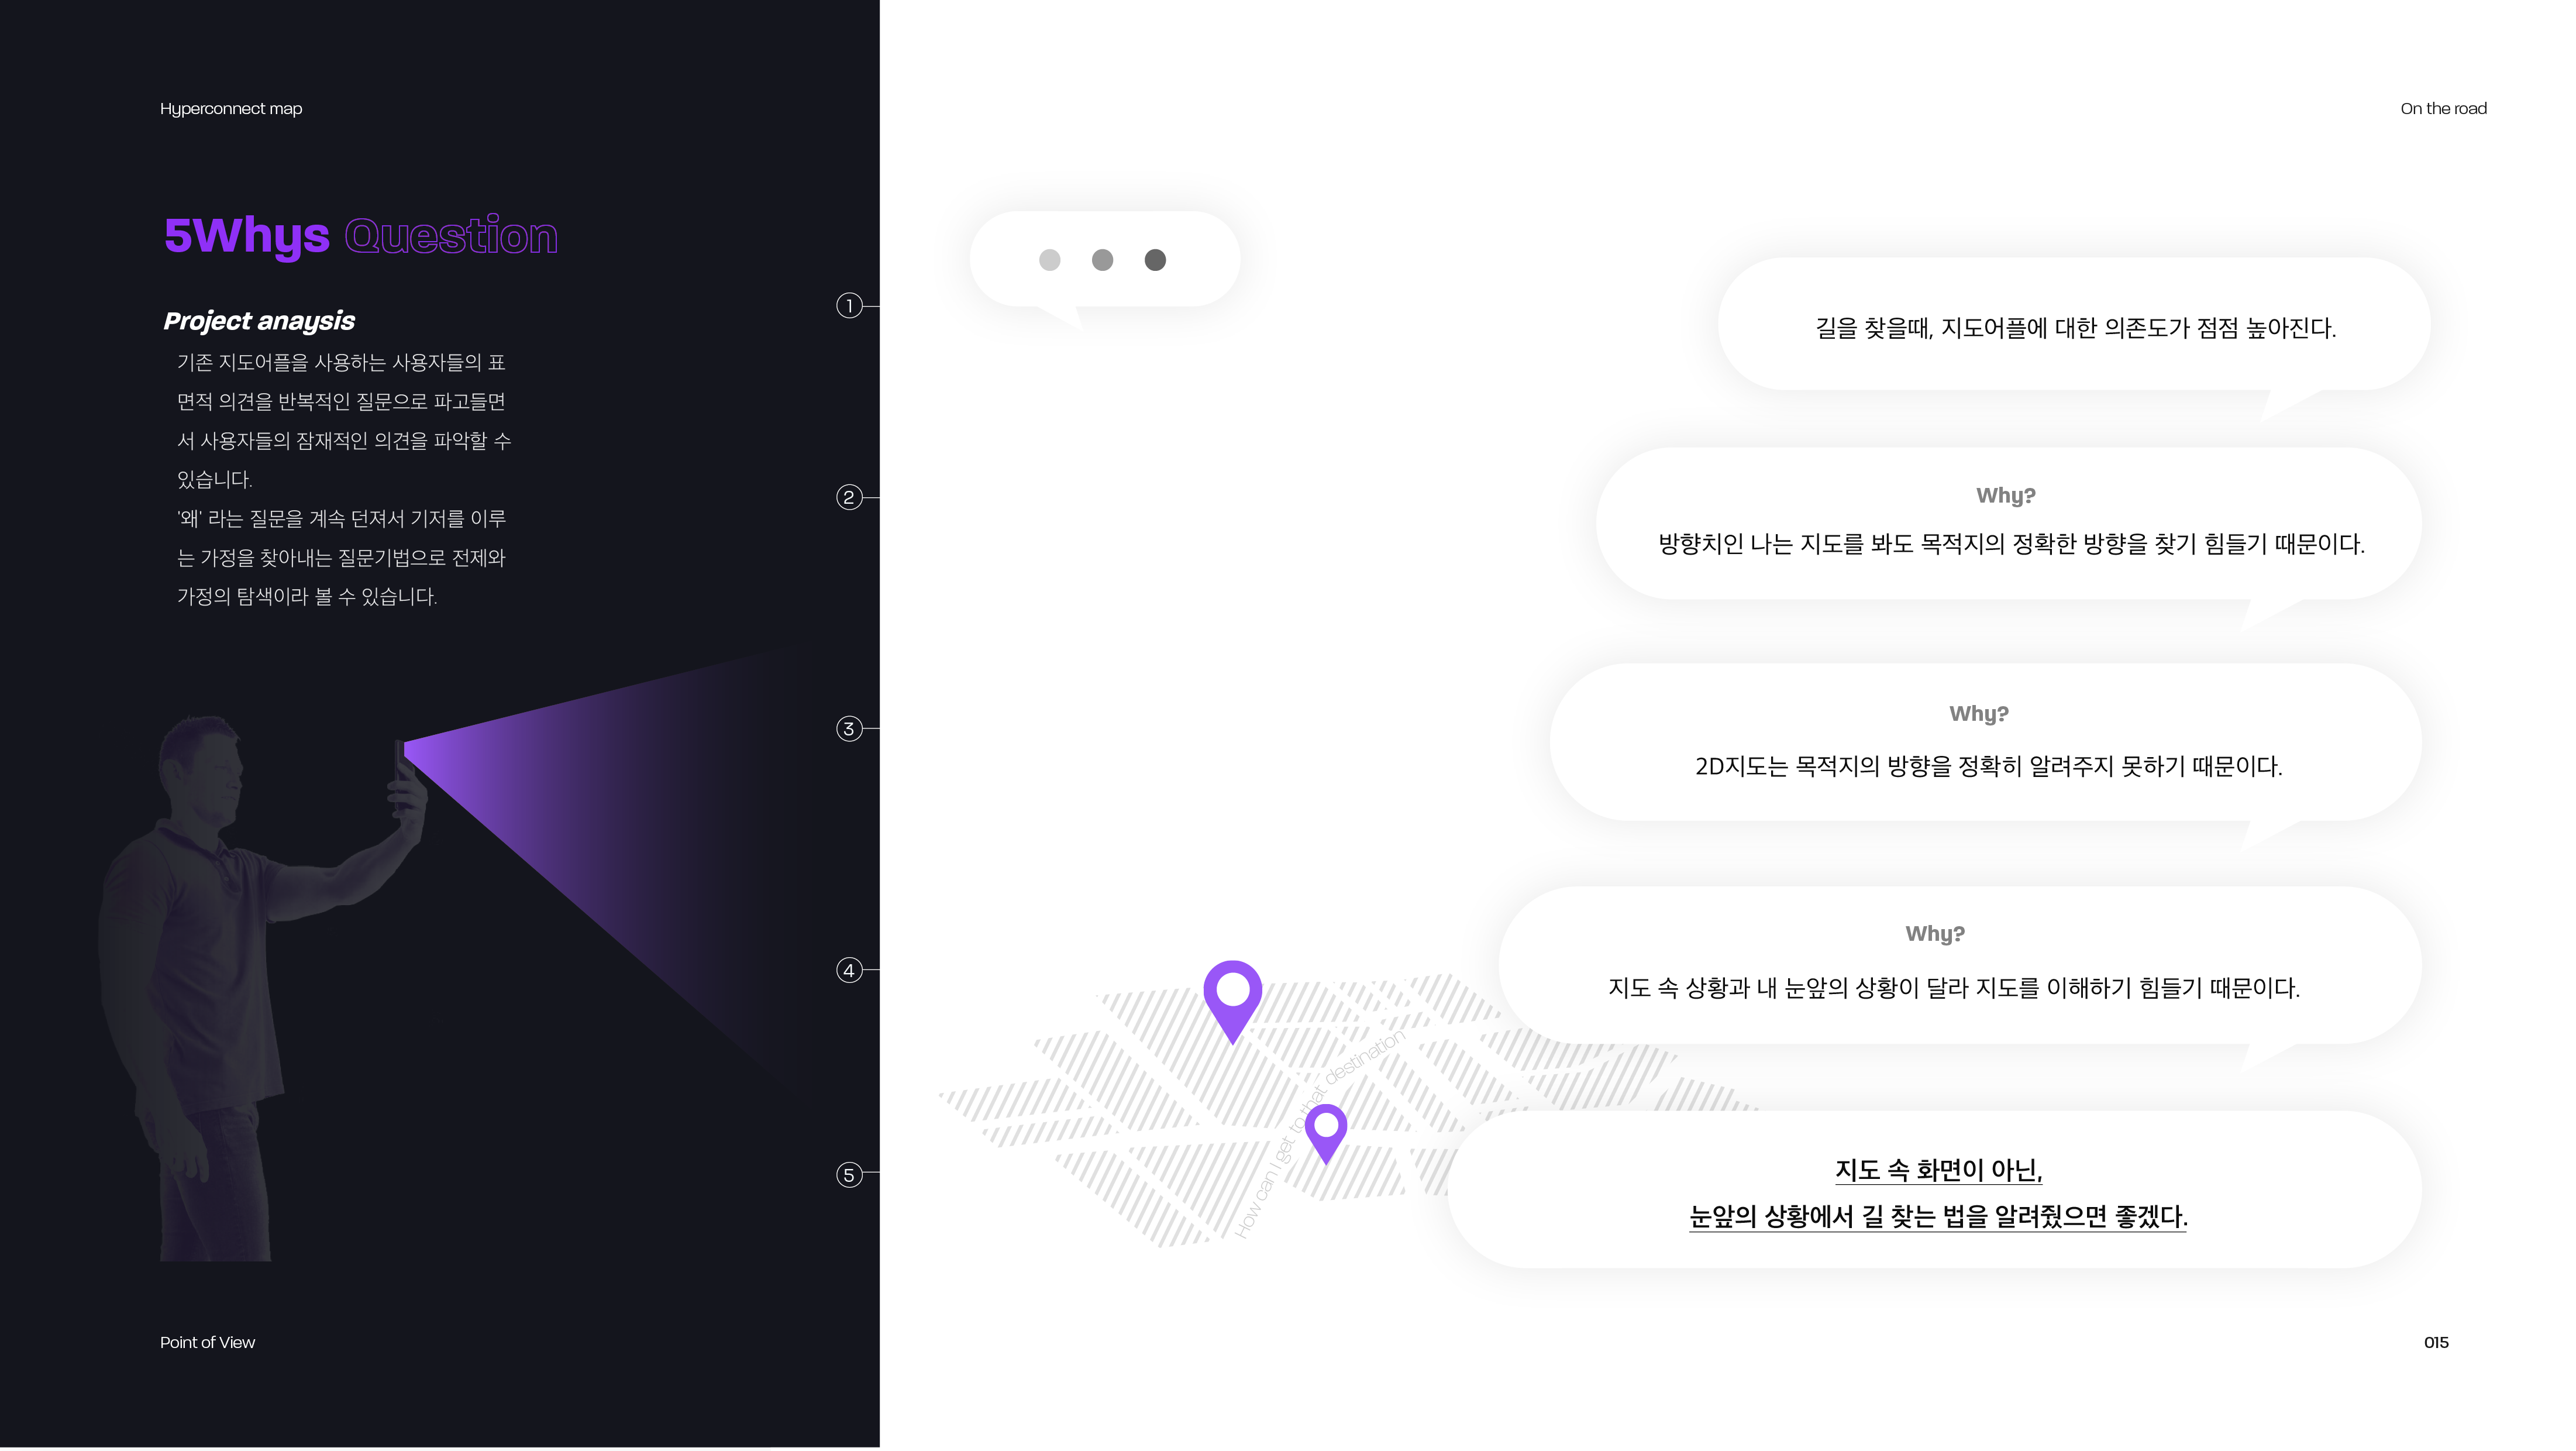 Hyperconnect map
On the road
5Whys Question
Project anaysis
기존 지도어플을 사용하는 사용자들의 표
면적 의견을 반복적인 질문으로 파고들면
서 사용자들의 잠재적인 의견을 파악할 수
있습니다.
'왜' 라는 질문을 계속 던져서 기저를 이루
는 가정을 찾아내는 질문기법으로 전제와
가정의 탐색이라 볼 수 있습니다.
1
2
3
4
5
길을 찾을때, 지도어플에 대한 의존도가 점점 높아진다.
Why?
방향치인 나는 지도를 봐도 목적지의 정확한 방향을 찾기 힘들기 때문이다.
Why?
2D지도는 목적지의 방향을 정확히 알려주지 못하기 때문이다.
Why?
지도 속 상황과 내 눈앞의 상황이 달라 지도를 이해하기 힘들기 때문이다.
How can I get to that destination
지도 속 화면이 아닌,
눈앞의 상황에서 길 찾는 법을 알려줬으면 좋겠다.
Point of View
015